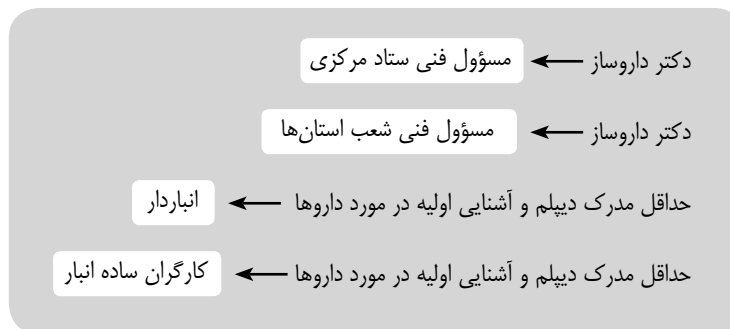 دکتر داروساز ← مسؤول فنی ستاد مرکزی
دکتر داروساز ← مسؤول فنی شعب استان‌ها
حداقل مدرک دیپلم و آشنایی اولیه در مورد داروها ← انباردار
حداقل مدرک دیپلم و آشنایی اولیه در مورد داروها ← کارگران ساده انبار